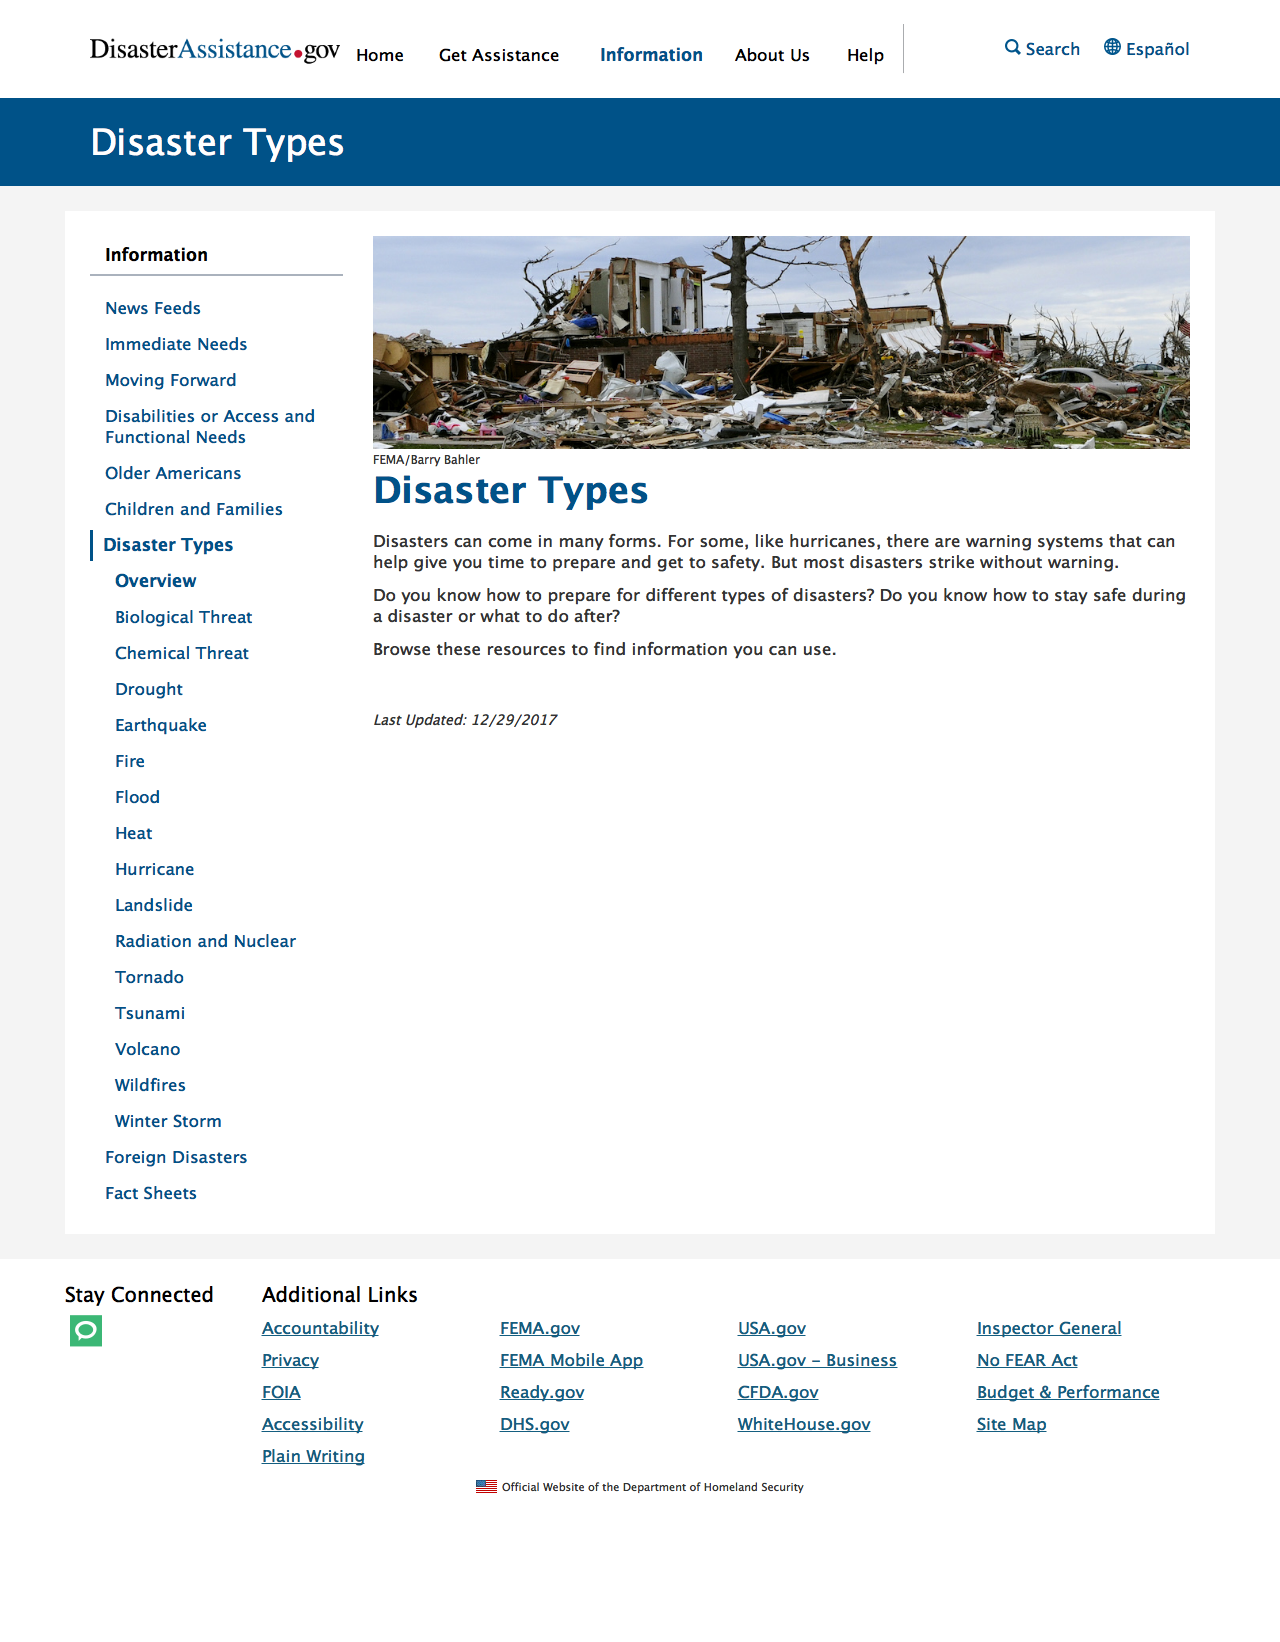 DisasterAssistance.gov Home Get Assistance Information About Us Help Search Español
Disaster Types
Information
News Feeds
Immediate Needs
Moving Forward
Disabilities or Access and
Functional Needs
Older Americans
Children and Families
Disaster Types
Overview
Biological Threat
Chemical Threat
Drought
Earthquake
Fire
Flood
Heat
Hurricane
Landslide
Radiation and Nuclear
Tornado
Tsunami
Volcano
Wildfires
Winter Storm
Foreign Disasters
Fact Sheets
FEMA/Barry Bahler
Disaster Types
Disasters can come in many forms. For some, like hurricanes, there are warning systems that can
help give you time to prepare and get to safety. But most disasters strike without warning.
Do you know how to prepare for different types of disasters? Do you know how to stay safe during
a disaster or what to do after?
Browse these resources to find information you can use.
Last Updated: 12/29/2017
Stay Connected
Additional Links
Accountability
Privacy
FOIA
Accessibility
Plain Writing
FEMA.gov
FEMA Mobile App
Ready.gov
DHS.gov
USA.gov
USA.gov – Business
CFDA.gov
WhiteHouse.gov
Inspector General
No FEAR Act
Budget & Performance
Site Map
Official Website of the Department of Homeland Security